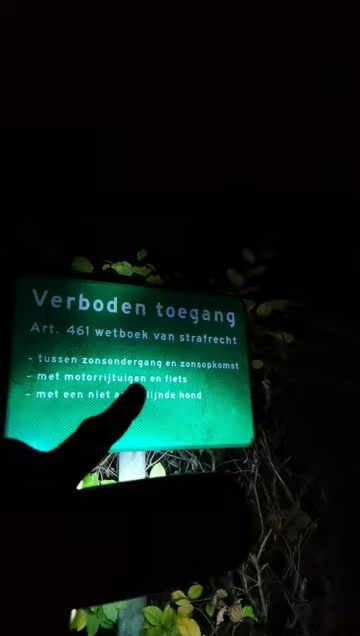 Verboden toegang
Art. 461 wetboek van strafrecht
- tussen zonsondergang en zonsopkomst
- met motorrijtuigen en fiets
- met een niet hond